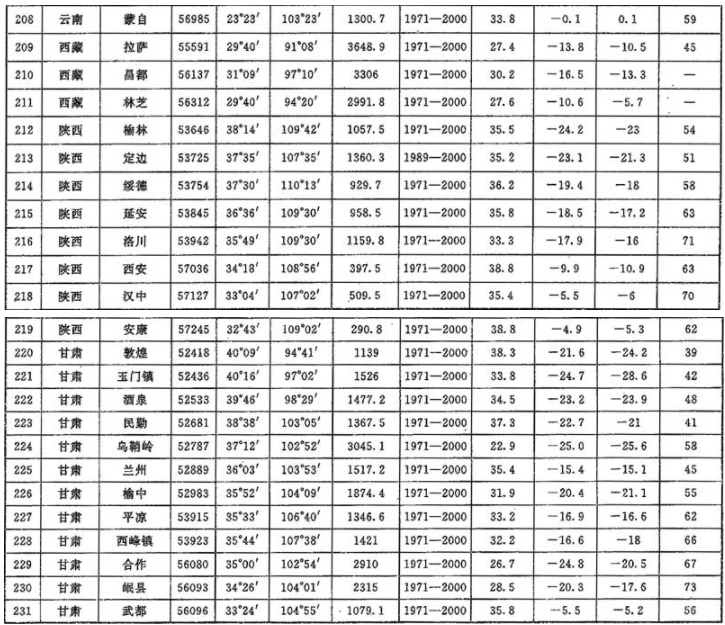 208 云南 蒙自 56985 23°23′ 103°23′ 1300.7 1971—2000 33.8 —0.1 0.1 59
209 西藏 拉萨 55591 29°40′ 91°08′ 3648.9 1971—2000 27.4 —13.8 —10.5 45
210 西藏 昌都 56137 31°09′ 97°10′ 3306 1971—2000 30.2 —16.5 —13.3 —
211 西藏 林芝 56312 29°40′ 94°20′ 2991.8 1971—2000 27.6 —10.6 —5.7 —
212 陕西 榆林 53646 38°14′ 109°42′ 1057.5 1971—2000 35.5 —24.2 —23 54
213 陕西 定边 53725 37°35′ 107°35′ 1360.3 1989—2000 35.2 —23.1 —21.3 51
214 陕西 绥德 53754 37°30′ 110°13′ 929.7 1971—2000 36.2 —19.4 —18 58
215 陕西 延安 53845 36°36′ 109°30′ 958.5 1971—2000 35.8 —18.5 —17.2 63
216 陕西 洛川 53942 35°49′ 109°30′ 1159.8 1971—2000 33.3 —17.9 —16 71
217 陕西 西安 57036 34°18′ 108°56′ 397.5 1971—2000 38.8 —9.9 —10.9 63
218 陕西 汉中 57127 33°04′ 107°02′ 509.5 1971—2000 35.4 —5.5 —6 70
219 陕西 安康 57245 32°43′ 109°02′ 290.8 1971—2000 38.8 —4.9 —5.3 62
220 甘肃 敦煌 52418 40°09′ 94°41′ 1139 1971—2000 38.3 —21.6 —24.2 39
221 甘肃 玉门镇 52436 40°16′ 97°02′ 1526 1971—2000 33.8 —24.7 —28.6 42
222 甘肃 酒泉 52533 39°46′ 98°29′ 1477.2 1971—2000 34.5 —23.2 —23.9 48
223 甘肃 民勤 52681 38°38′ 103°05′ 1367.5 1971—2000 37.3 —22.7 —21 41
224 甘肃 乌鞘岭 52787 37°12′ 102°52′ 3045.1 1971—2000 22.9 —25.0 —25.6 58
225 甘肃 兰州 52889 36°03′ 103°53′ 1517.2 1971—2000 35.4 —15.4 —15.1 45
226 甘肃 榆中 52983 35°52′ 104°09′ 1874.4 1971—2000 31.9 —20.4 —21.1 55
227 甘肃 平凉 53915 35°33′ 106°40′ 1346.6 1971—2000 33.2 —16.9 —16.6 62
228 甘肃 西峰镇 53923 35°44′ 107°38′ 1421 1971—2000 32.2 —16.6 —18 66
229 甘肃 合作 56080 35°00′ 102°54′ 2910 1971—2000 26.7 —24.8 —20.5 67
230 甘肃 岷县 56093 34°26′ 104°01′ 2315 1971—2000 28.5 —20.3 —17.6 73
231 甘肃 武都 56096 33°24′ 104°55′ 1079.1 1971—2000 35.8 —5.5 —5.2 56